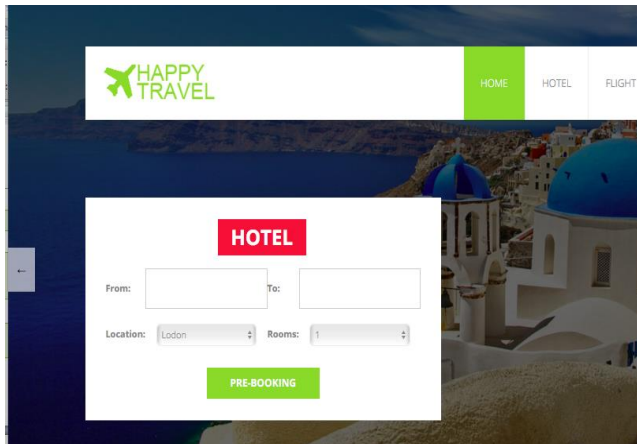 HAPPY
TRAVEL
HOME HOTEL FLIGHT
HOTEL
From: To:
Location: Lodon Rooms: 1
PRE-BOOKING